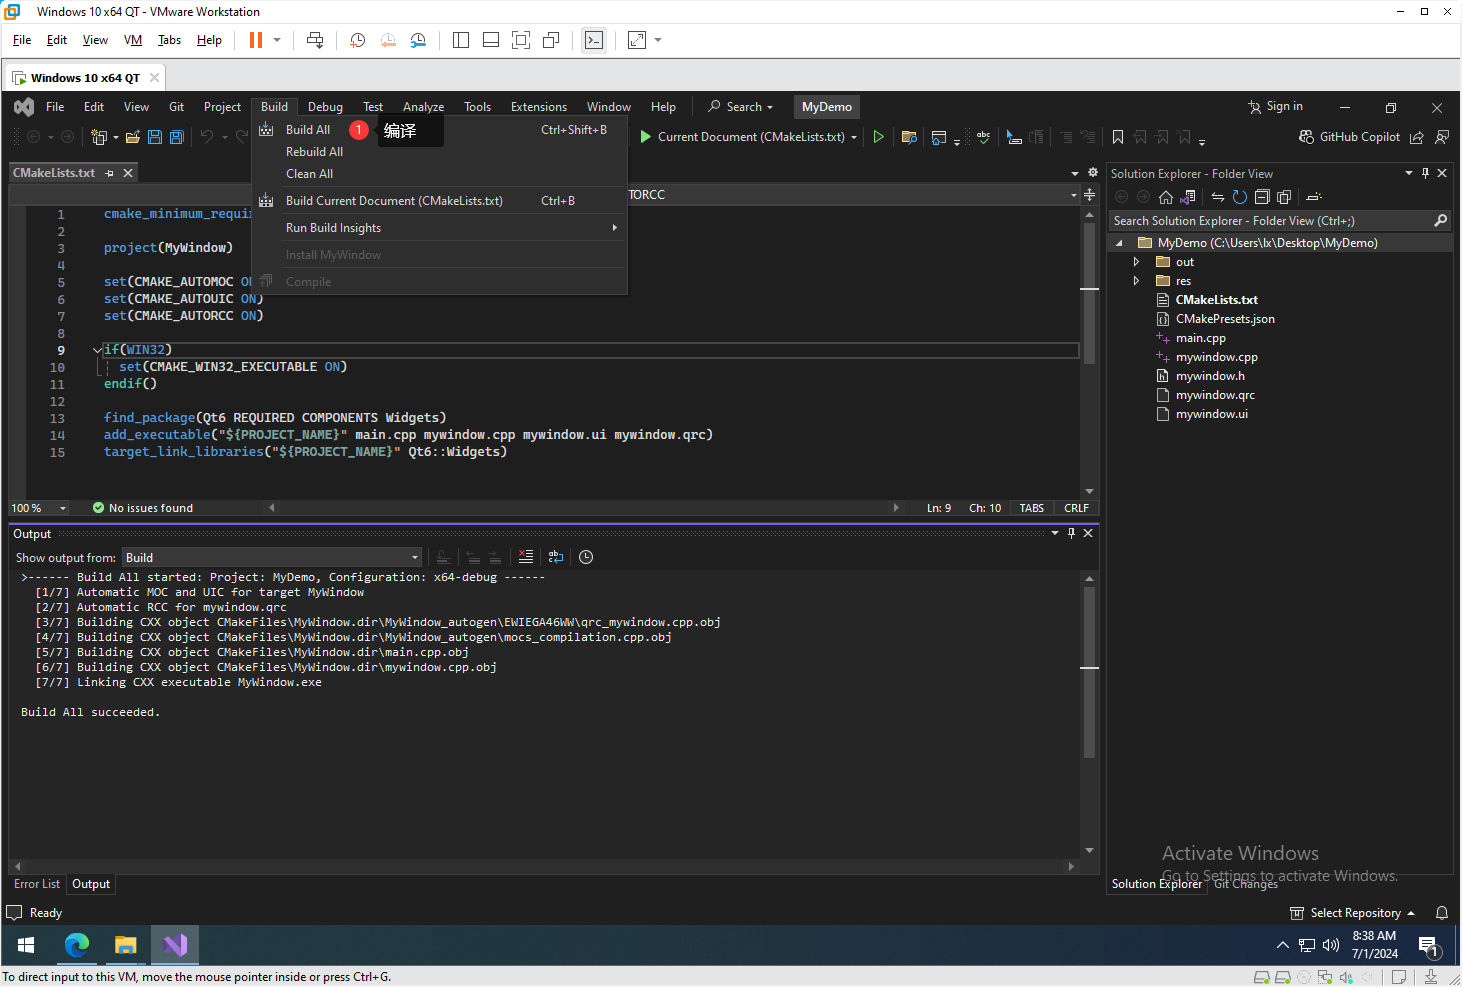 Windows 10 x64 QT - VMware Workstation
File Edit View VM Tabs Help
Windows 10 x64 QT
File Edit View Git Project Build Debug Test Analyze Tools Extensions Window Help Search MyDemo Sign in
Current Document (CMakeLists.txt) GitHub Copilot
Build All 1 编译 Ctrl+Shift+B
Rebuild All
Clean All
Build Current Document (CMakeLists.txt) Ctrl+B
Run Build Insights
Install MyWindow
Compile
CMakeLists.txt
TORCC
1 cmake_minimum_requi
2
3 project(MyWindow)
4
5 set(CMAKE_AUTOMOC O
6 set(CMAKE_AUTOUIC ON)
7 set(CMAKE_AUTORCC ON)
8
9 if(WIN32)
10 set(CMAKE_WIN32_EXECUTABLE ON)
11 endif()
12
13 find_package(Qt6 REQUIRED COMPONENTS Widgets)
14 add_executable("${PROJECT_NAME}" main.cpp mywindow.cpp mywindow.ui mywindow.qrc)
15 target_link_libraries("${PROJECT_NAME}" Qt6::Widgets)
100 % No issues found Ln: 9 Ch: 10 TABS CRLF
Output
Show output from: Build
>------ Build All started: Project: MyDemo, Configuration: x64-debug ------
[1/7] Automatic MOC and UIC for target MyWindow
[2/7] Automatic RCC for mywindow.qrc
[3/7] Building CXX object CMakeFiles\MyWindow.dir\MyWindow_autogen\EWIEGA46WW\qrc_mywindow.cpp.obj
[4/7] Building CXX object CMakeFiles\MyWindow.dir\MyWindow_autogen\mocs_compilation.cpp.obj
[5/7] Building CXX object CMakeFiles\MyWindow.dir\main.cpp.obj
[6/7] Building CXX object CMakeFiles\MyWindow.dir\mywindow.cpp.obj
[7/7] Linking CXX executable MyWindow.exe
Build All succeeded.
Error List Output
Solution Explorer - Folder View
Search Solution Explorer - Folder View (Ctrl+;)
MyDemo (C:\Users\lx\Desktop\MyDemo)
out
res
CMakeLists.txt
CMakePresets.json
main.cpp
mywindow.cpp
mywindow.h
mywindow.qrc
mywindow.ui
Activate Windows
Go to Settings to activate Windows.
Solution Explorer Git Changes
Ready Select Repository
8:38 AM
7/1/2024
1
To direct input to this VM, move the mouse pointer inside or press Ctrl+G.